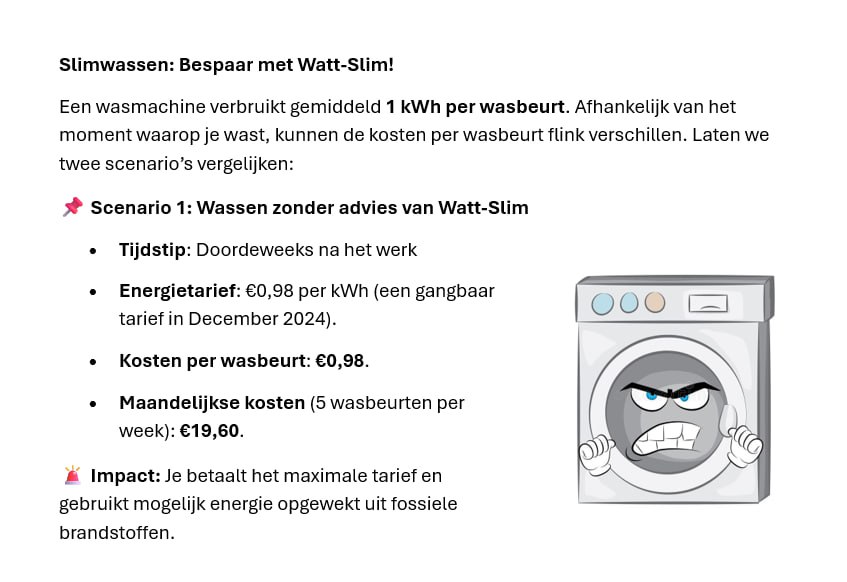 Slimwassen: Bespaar met Watt-Slim!
Een wasmachine verbruikt gemiddeld 1 kWh per wasbeurt. Afhankelijk van het
moment waarop je wast, kunnen de kosten per wasbeurt flink verschillen. Laten we
twee scenario’s vergelijken:
📌 Scenario 1: Wassen zonder advies van Watt-Slim
• Tijdstip: Doordeweeks na het werk
• Energietarief: €0,98 per kWh (een gangbaar
tarief in December 2024).
• Kosten per wasbeurt: €0,98.
• Maandelijkse kosten (5 wasbeurten per
week): €19,60.
🚨 Impact: Je betaalt het maximale tarief en
gebruikt mogelijk energie opgewekt uit fossiele
brandstoffen.